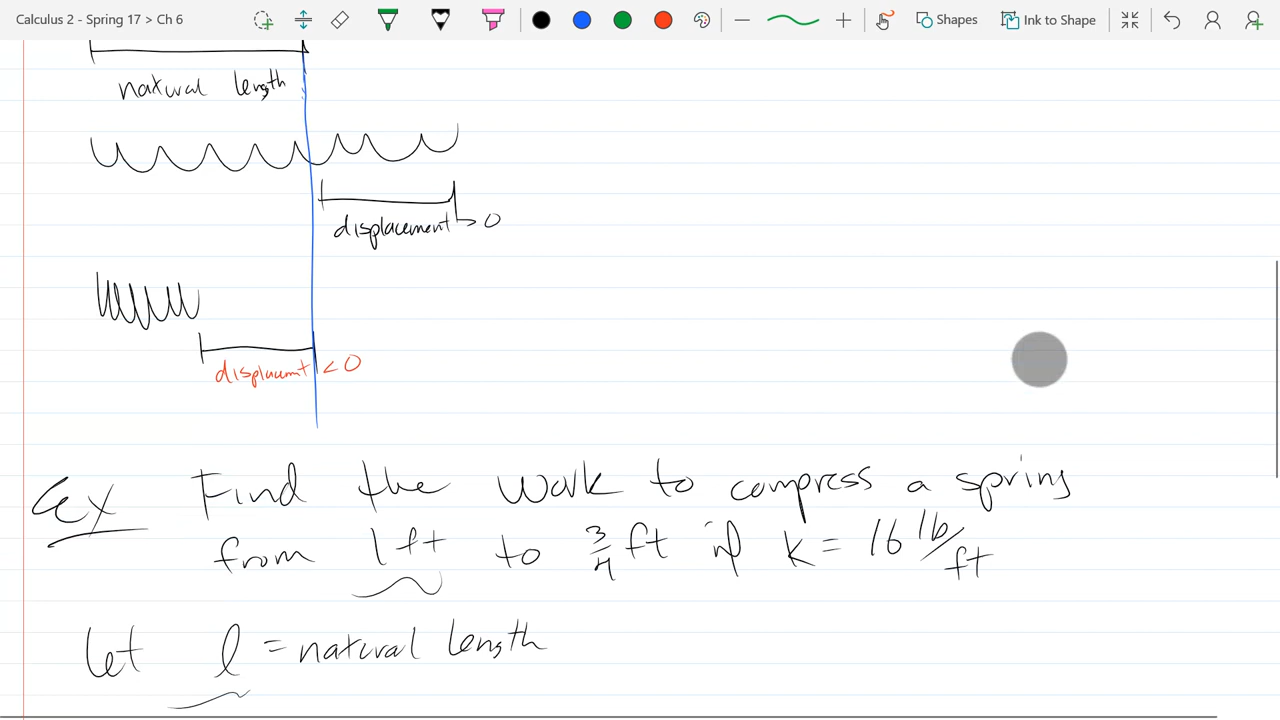 Calculus 2 - Spring 17 > Ch 6
Shapes
Ink to Shape
natural length
displacement > 0
displacmt < 0
Ex Find the work to compress a spring
from 1 ft to 3/4 ft if k = 16 lb/ft
let l = natural length